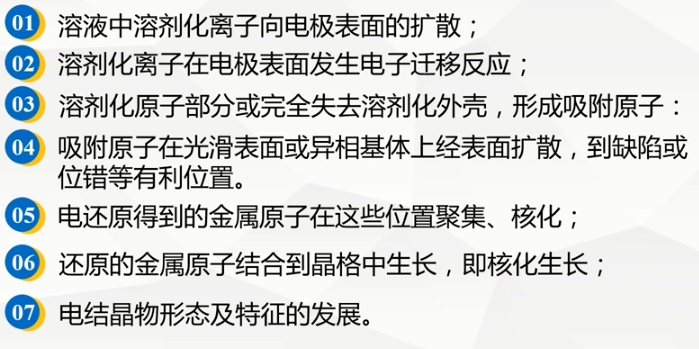 01 溶液中溶剂化离子向电极表面的扩散；
02 溶剂化离子在电极表面发生电子迁移反应；
03 溶剂化原子部分或完全失去溶剂化外壳，形成吸附原子：
04 吸附原子在光滑表面或异相基体上经表面扩散，到缺陷或
位错等有利位置。
05 电还原得到的金属原子在这些位置聚集、核化；
06 还原的金属原子结合到晶格中生长，即核化生长；
07 电结晶物形态及特征的发展。